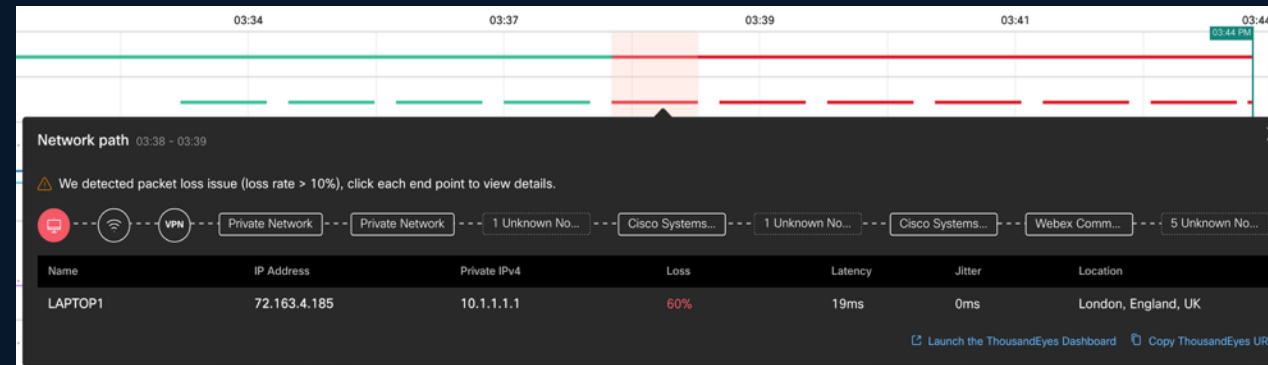 03:34 03:37 03:39 03:41 03:44
03:44 PM
Network path 03:38 - 03:39
We detected packet loss issue (loss rate > 10%), click each end point to view details.
VPN Private Network Private Network 1 Unknown No... Cisco Systems... 1 Unknown No... Cisco Systems... Webex Comm... 5 Unknown No...
Name IP Address Private IPv4 Loss Latency Jitter Location
LAPTOP1 72.163.4.185 10.1.1.1.1 60% 19ms 0ms London, England, UK
Launch the ThousandEyes Dashboard Copy ThousandEyes UR